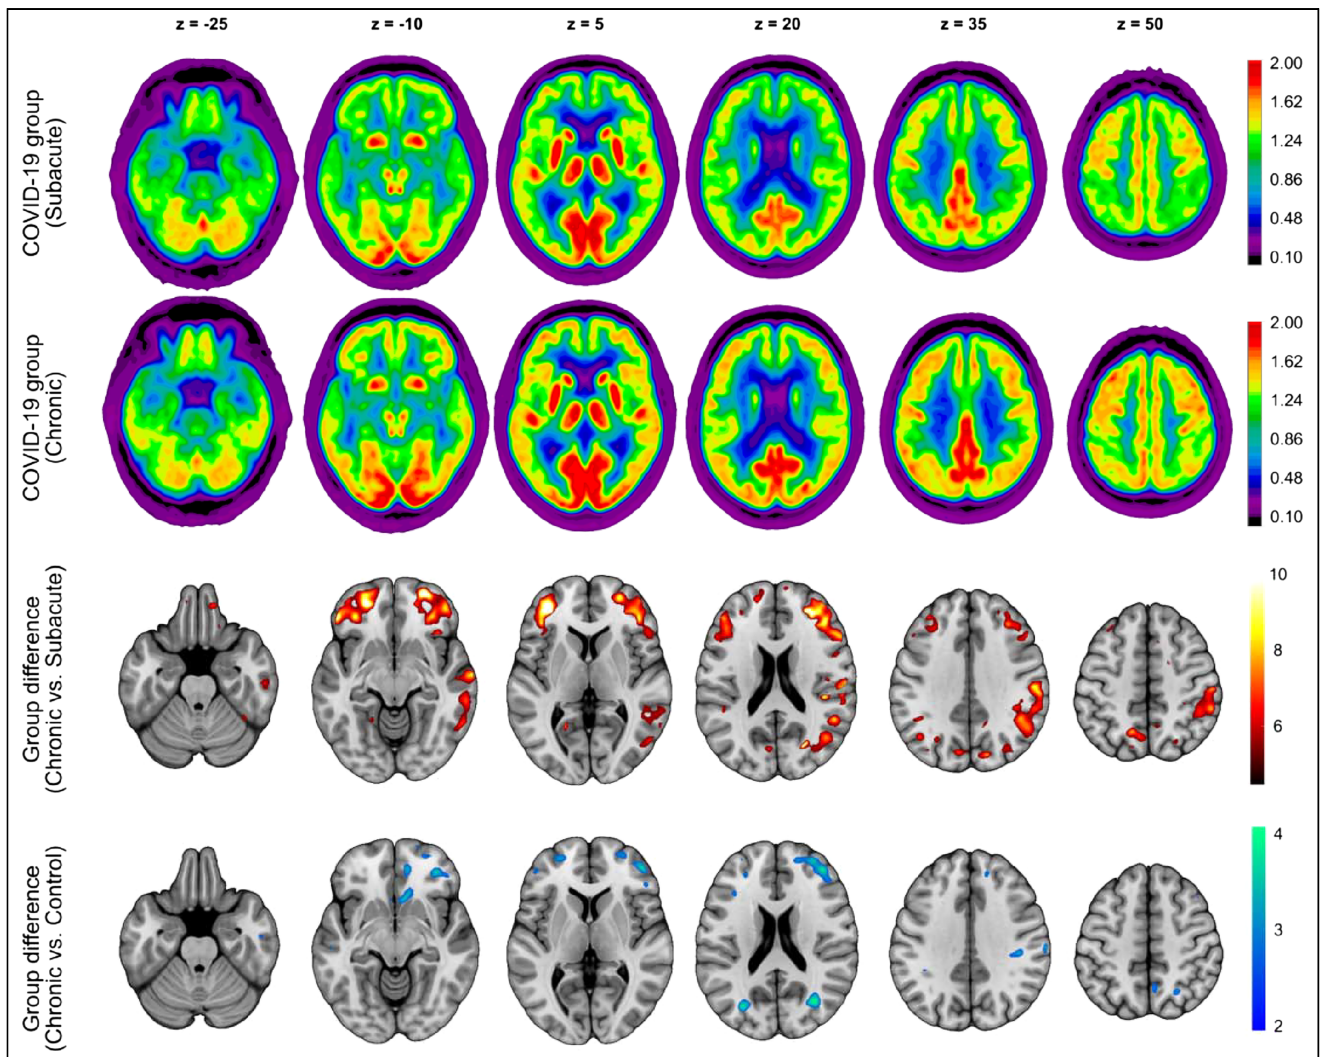 z = -25 z = -10 z = 5 z = 20 z = 35 z = 50
COVID-19 group
(Subacute)
2.00
1.62
1.24
0.86
0.48
0.10
COVID-19 group
(Chronic)
2.00
1.62
1.24
0.86
0.48
0.10
Group difference
(Chronic vs. Subacute)
10
8
6
Group difference
(Chronic vs. Control)
4
3
2